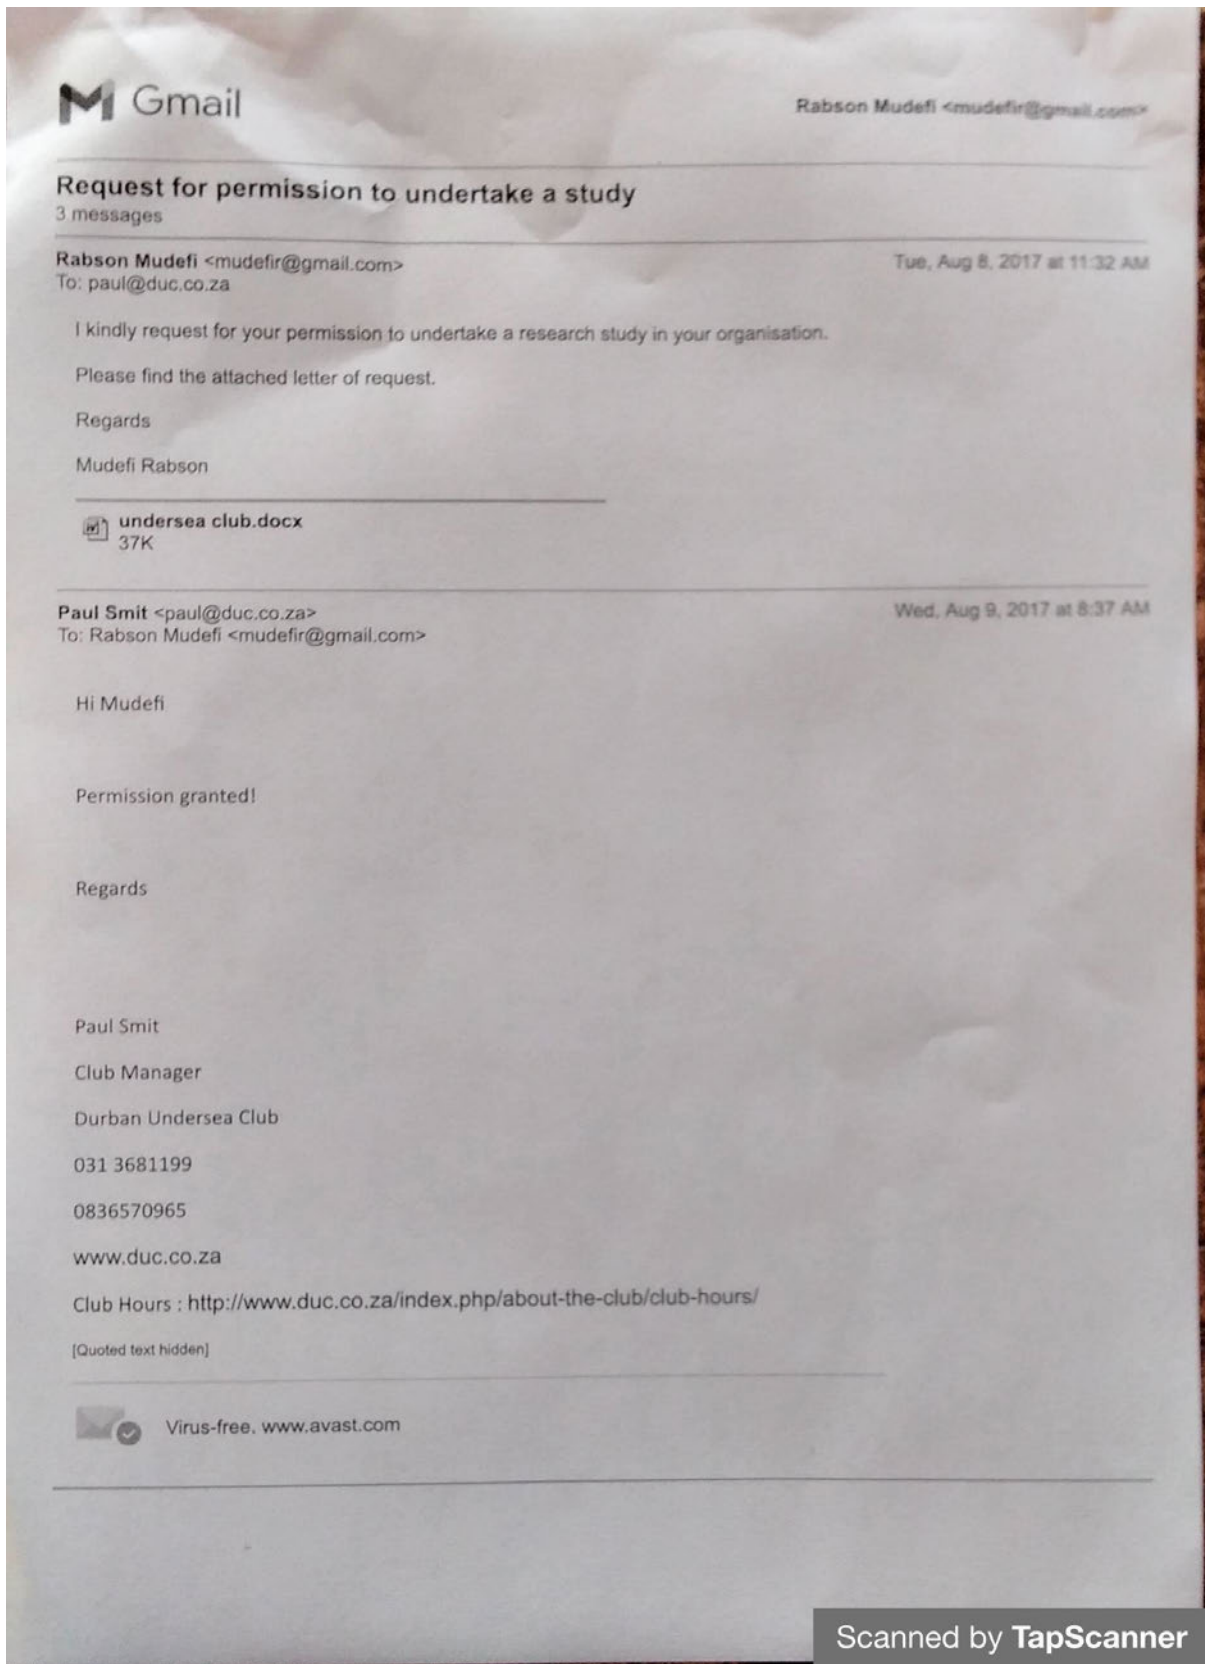 Gmail
Rabson Mudefi <mudefir@gmail.com>
Request for permission to undertake a study
3 messages
Rabson Mudefi <mudefir@gmail.com>
Tue, Aug 8, 2017 at 11:32 AM
To: paul@duc.co.za
I kindly request for your permission to undertake a research study in your organisation.
Please find the attached letter of request.
Regards
Mudefi Rabson
undersea club.docx
37K
Paul Smit <paul@duc.co.za>
Wed, Aug 9, 2017 at 8:37 AM
To: Rabson Mudefi <mudefir@gmail.com>
Hi Mudefi
Permission granted!
Regards
Paul Smit
Club Manager
Durban Undersea Club
031 3681199
0836570965
www.duc.co.za
Club Hours : http://www.duc.co.za/index.php/about-the-club/club-hours/
[Quoted text hidden]
Virus-free. www.avast.com
Scanned by TapScanner